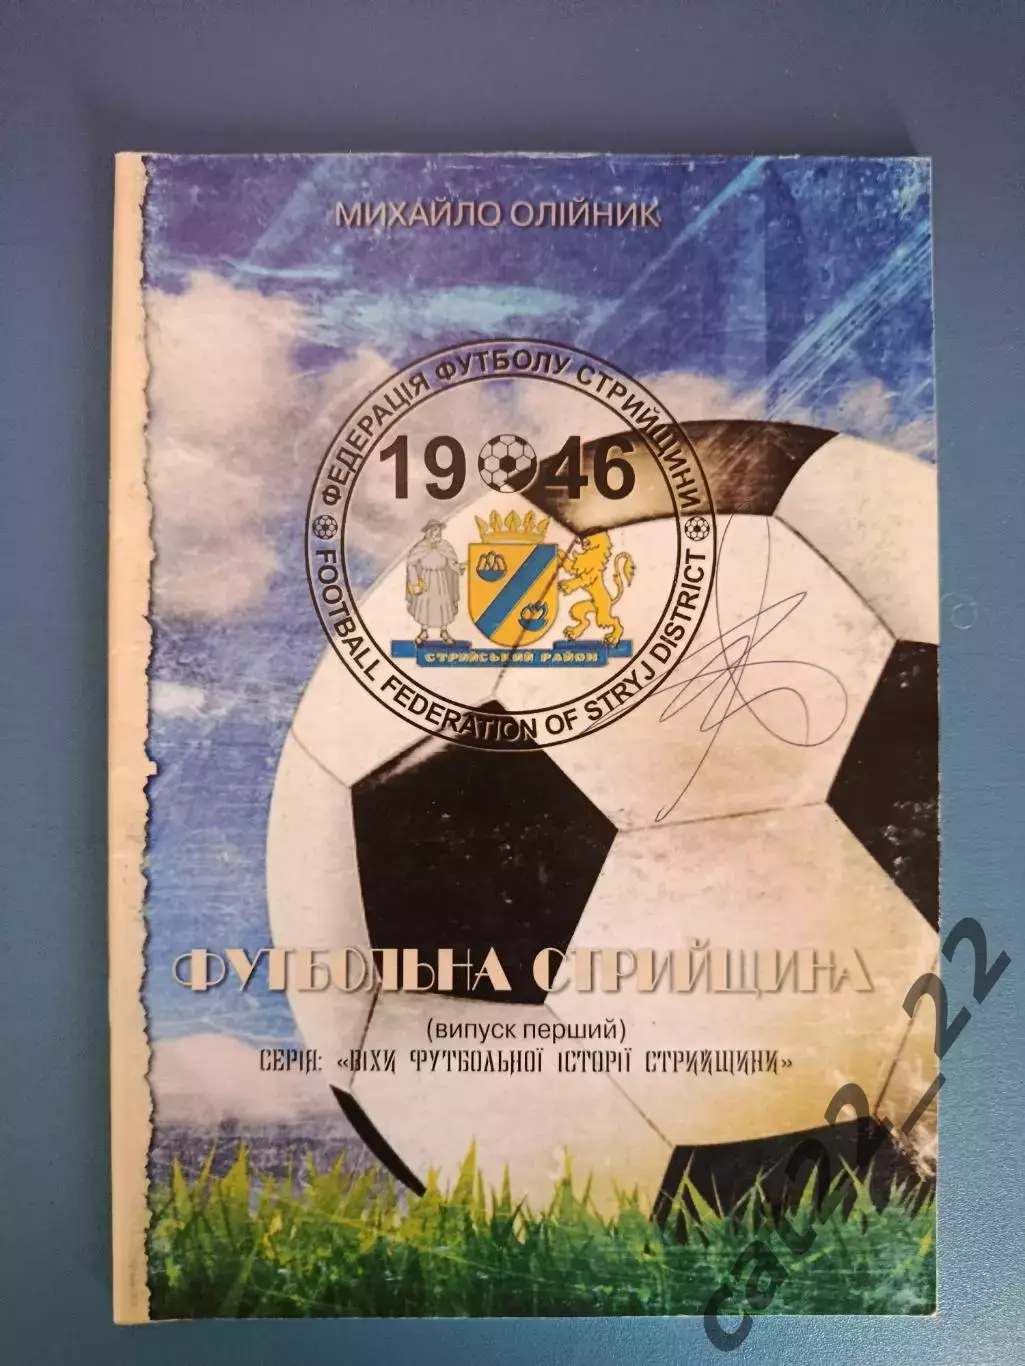 МИХАЙЛО ОЛІЙНИК
ФЕДЕРАЦІЯ ФУТБОЛУ СТРИЙЩИНИ
1946
СТРИЙСЬКИЙ РАЙОН
FOOTBALL FEDERATION OF STRYJ DISTRICT
ФУТБОЛЬНА СТРИЙЩИНА
(випуск перший)
СЕРІЯ: «ВІХИ ФУТБОЛЬНОЇ ІСТОРІЇ СТРИЙЩИНИ»
cat22_22